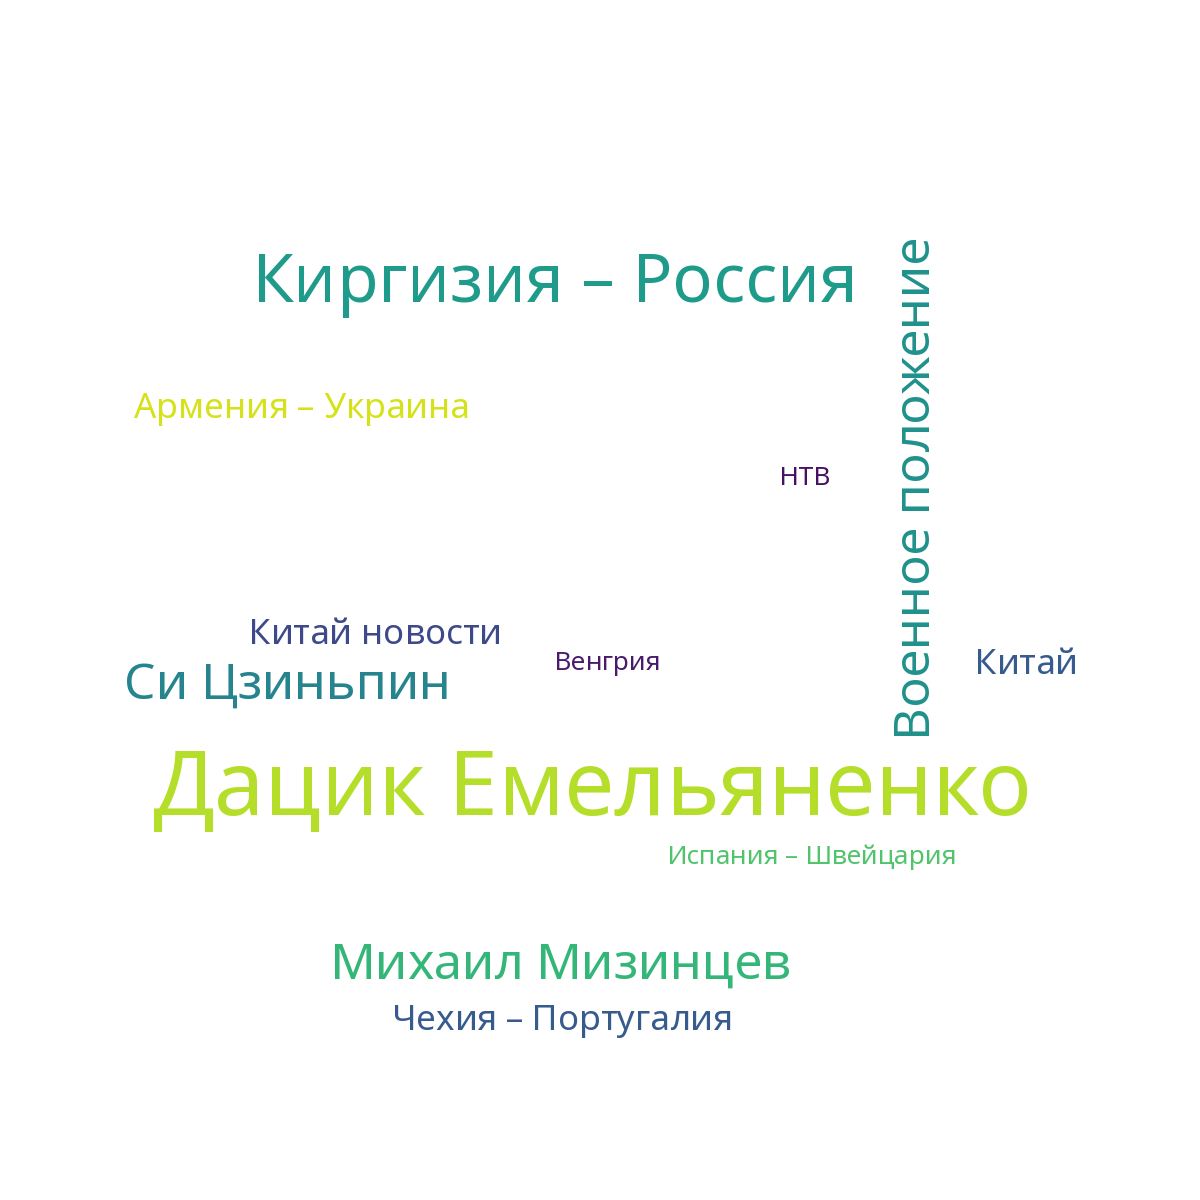 Киргизия – Россия
Военное положение
Армения – Украина
НТВ
Китай новости
Венгрия
Китай
Си Цзиньпин
Дацик Емельяненко
Испания – Швейцария
Михаил Мизинцев
Чехия – Португалия